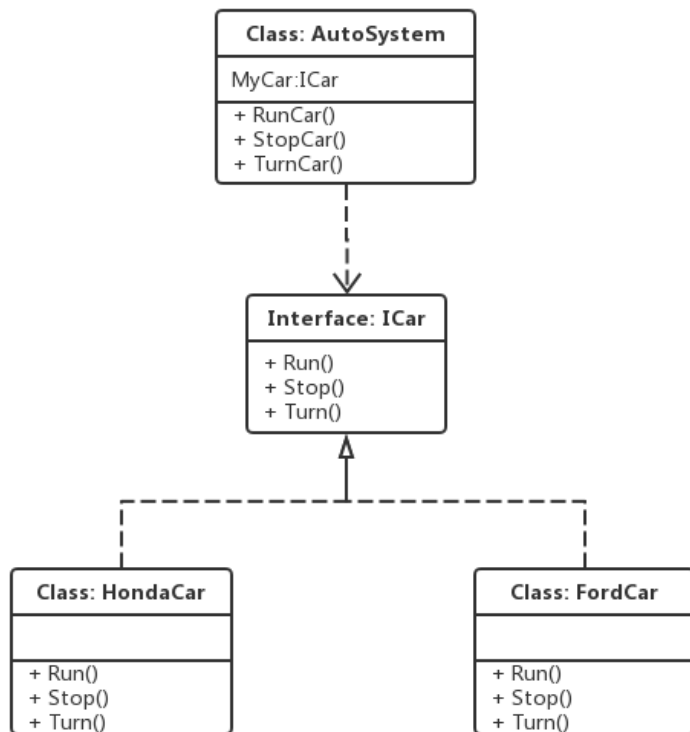 Class: AutoSystem
MyCar:ICar
+ RunCar()
+ StopCar()
+ TurnCar()
Interface: ICar
+ Run()
+ Stop()
+ Turn()
Class: HondaCar
+ Run()
+ Stop()
+ Turn()
Class: FordCar
+ Run()
+ Stop()
+ Turn()